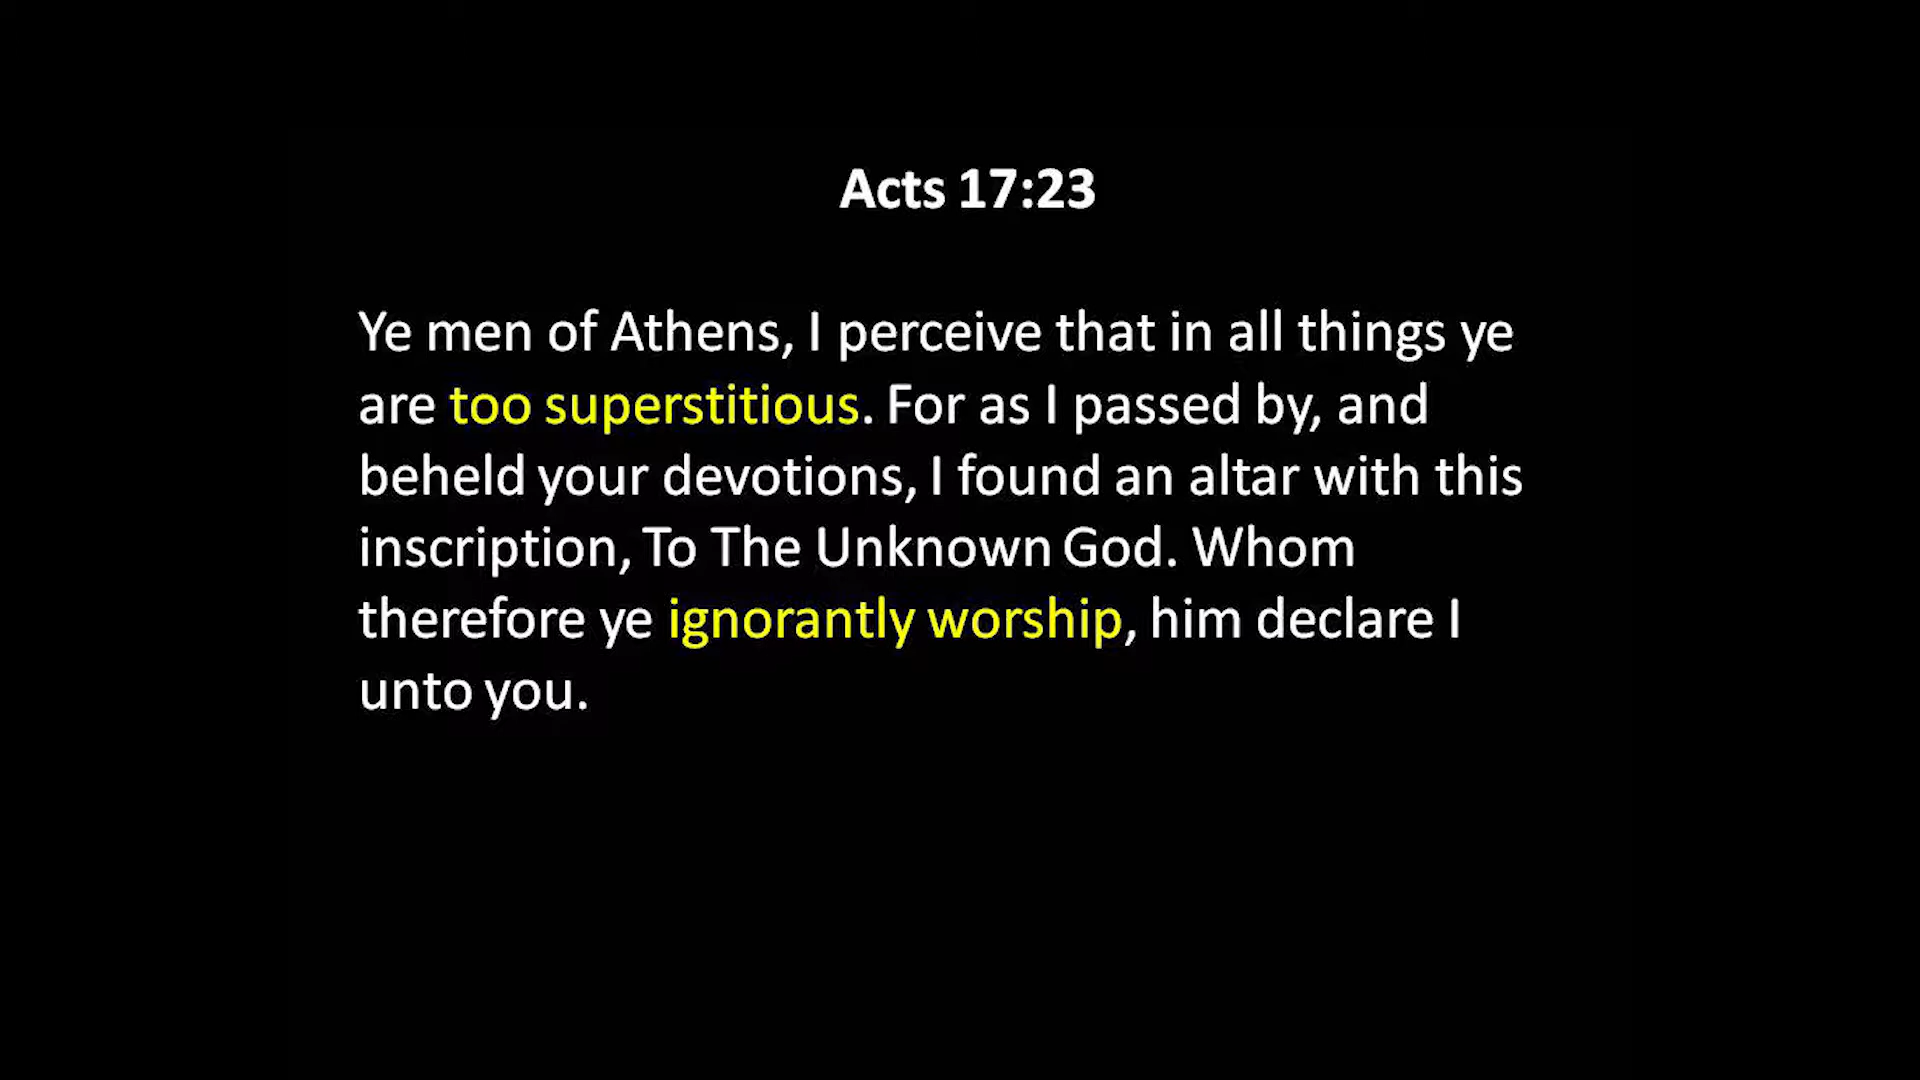 Acts 17:23
Ye men of Athens, I perceive that in all things ye
are too superstitious. For as I passed by, and
beheld your devotions, I found an altar with this
inscription, To The Unknown God. Whom
therefore ye ignorantly worship, him declare I
unto you.